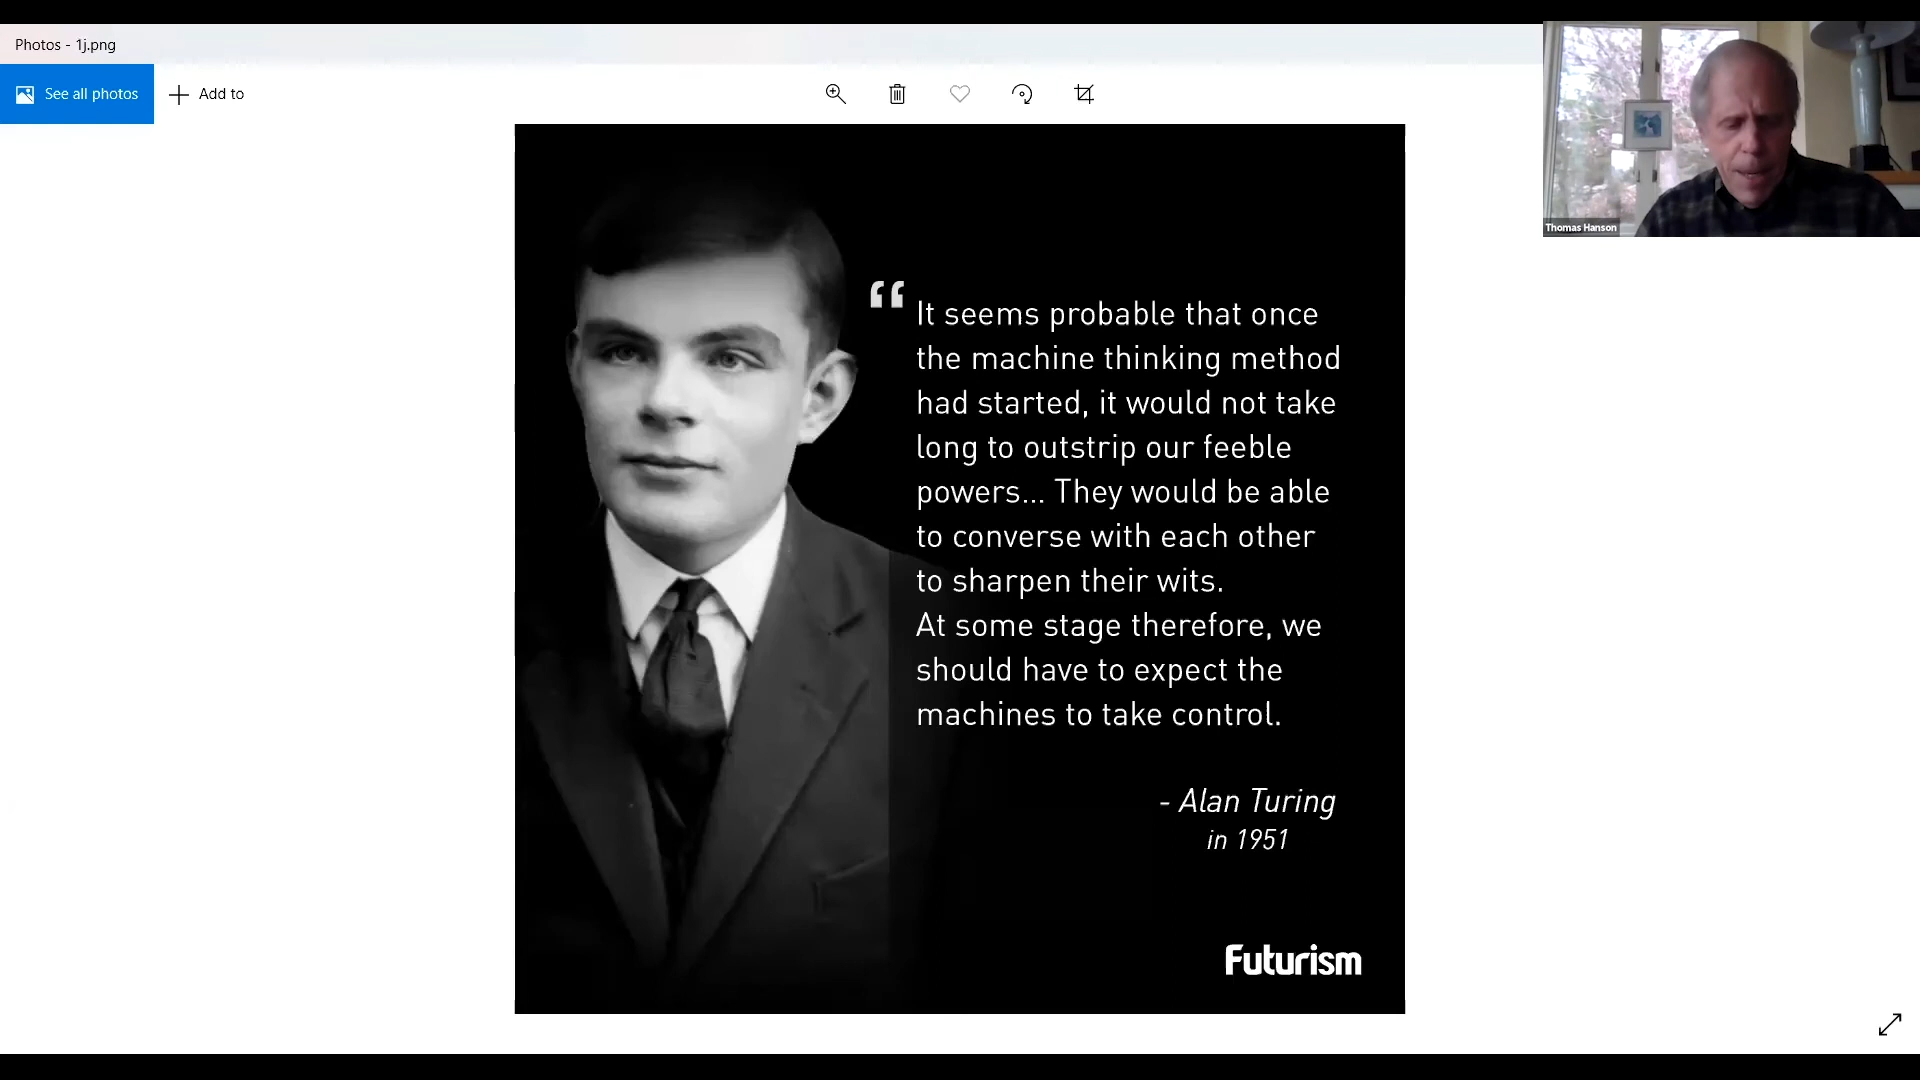 Photos - 1j.png
See all photos
Add to
Thomas Hanson
“ It seems probable that once
the machine thinking method
had started, it would not take
long to outstrip our feeble
powers... They would be able
to converse with each other
to sharpen their wits.
At some stage therefore, we
should have to expect the
machines to take control.
- Alan Turing
in 1951
Futurism